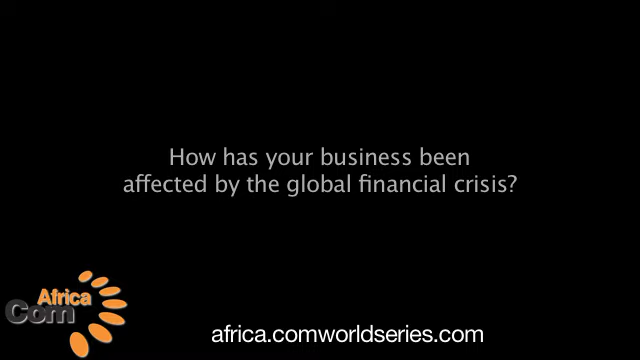 How has your business been
affected by the global financial crisis?
Africa
Com
africa.comworldseries.com